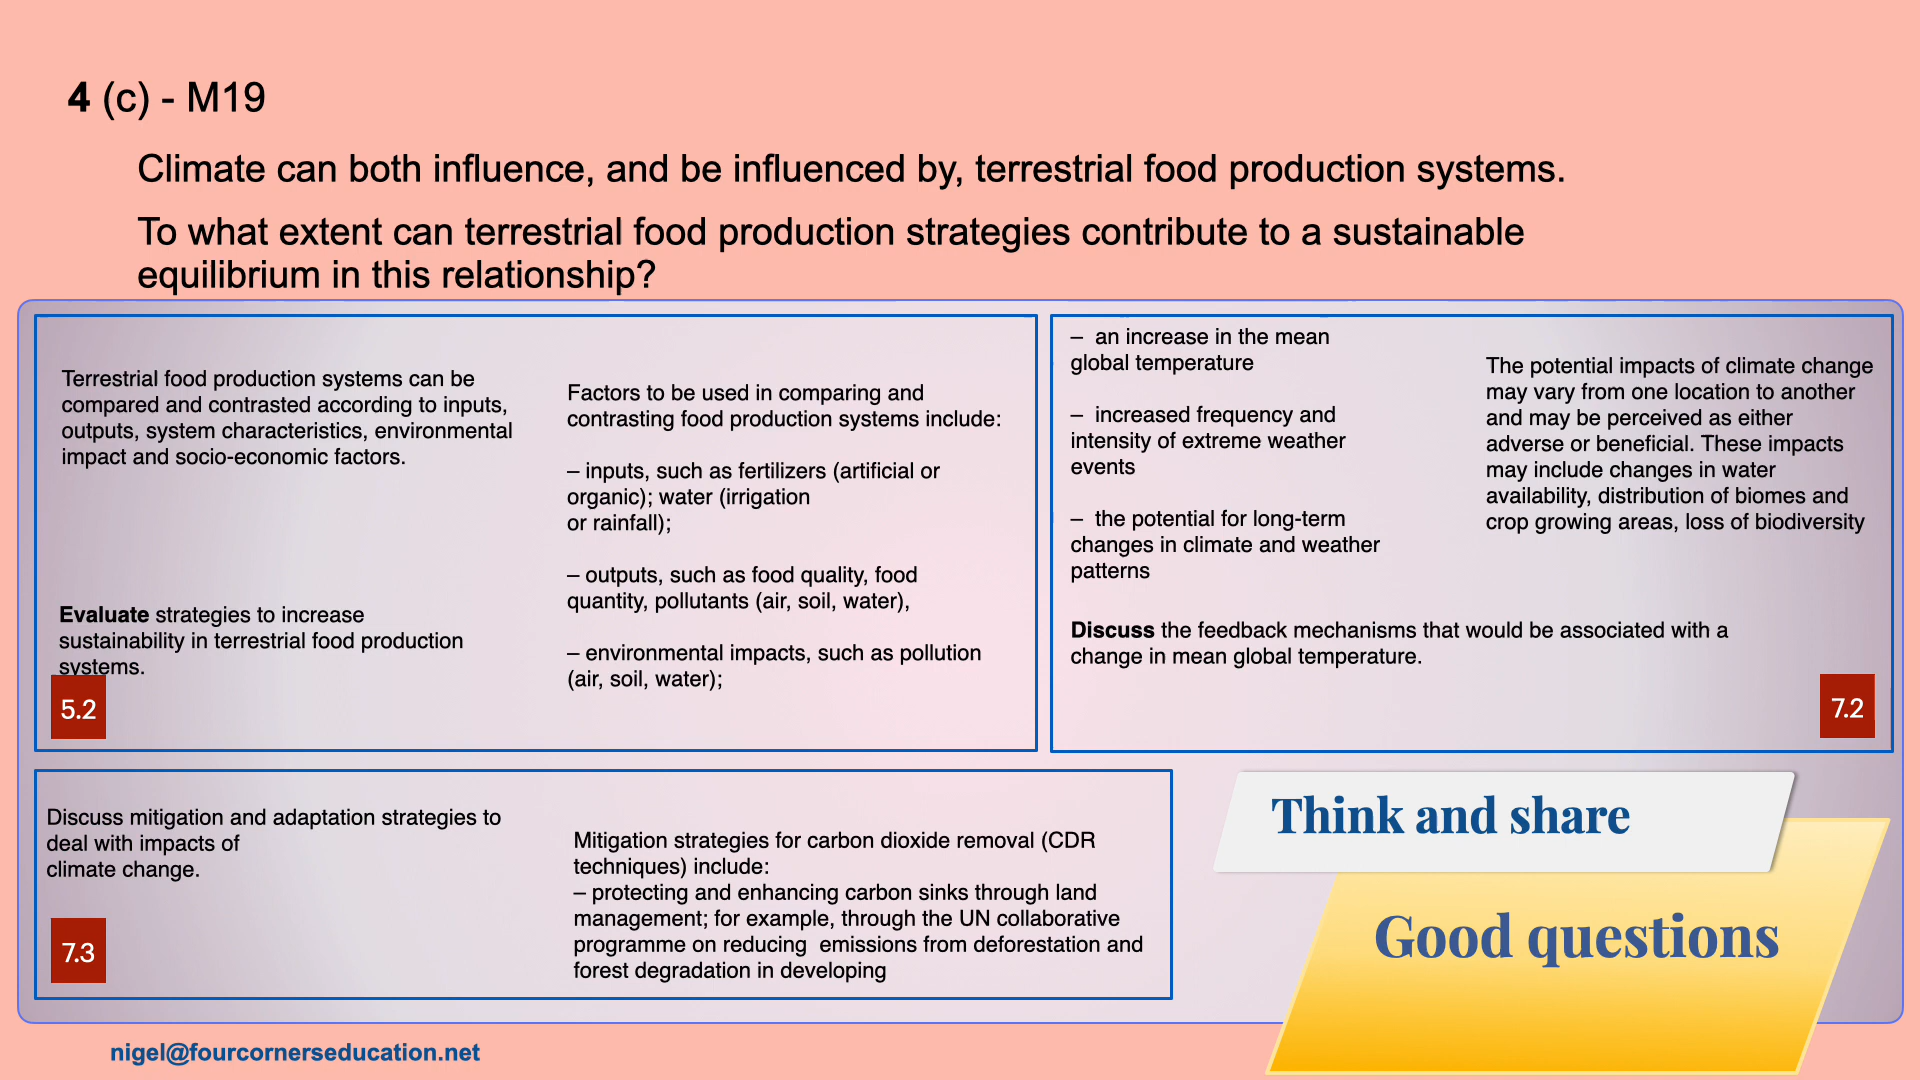 4 (c) - M19
Climate can both influence, and be influenced by, terrestrial food production systems.
To what extent can terrestrial food production strategies contribute to a sustainable
equilibrium in this relationship?
Terrestrial food production systems can be
compared and contrasted according to inputs,
outputs, system characteristics, environmental
impact and socio-economic factors.
Evaluate strategies to increase
sustainability in terrestrial food production
systems.
5.2
Factors to be used in comparing and
contrasting food production systems include:
– inputs, such as fertilizers (artificial or
organic); water (irrigation
or rainfall);
– outputs, such as food quality, food
quantity, pollutants (air, soil, water),
– environmental impacts, such as pollution
(air, soil, water);
– an increase in the mean
global temperature
– increased frequency and
intensity of extreme weather
events
– the potential for long-term
changes in climate and weather
patterns
The potential impacts of climate change
may vary from one location to another
and may be perceived as either
adverse or beneficial. These impacts
may include changes in water
availability, distribution of biomes and
crop growing areas, loss of biodiversity
Discuss the feedback mechanisms that would be associated with a
change in mean global temperature.
7.2
Discuss mitigation and adaptation strategies to
deal with impacts of
climate change.
7.3
Mitigation strategies for carbon dioxide removal (CDR
techniques) include:
– protecting and enhancing carbon sinks through land
management; for example, through the UN collaborative
programme on reducing emissions from deforestation and
forest degradation in developing
Think and share
Good questions
nigel@fourcornerseducation.net